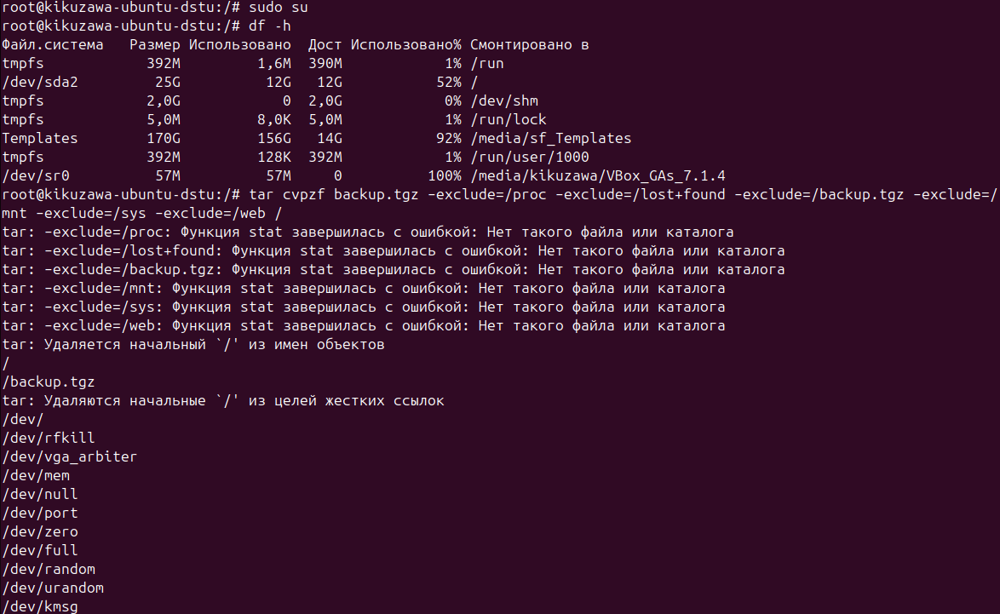 root@kikuzawa-ubuntu-dstu:/# sudo su
root@kikuzawa-ubuntu-dstu:/# df -h
Файл.система   Размер Использовано  Дост Использовано% Смонтировано в
tmpfs            392M         1,6M  390M            1% /run
/dev/sda2         25G          12G   12G           52% /
tmpfs            2,0G            0  2,0G            0% /dev/shm
tmpfs            5,0M         8,0K  5,0M            1% /run/lock
Templates        170G         156G   14G           92% /media/sf_Templates
tmpfs            392M         128K  392M            1% /run/user/1000
/dev/sr0          57M          57M     0          100% /media/kikuzawa/VBox_GAs_7.1.4
root@kikuzawa-ubuntu-dstu:/# tar cvpzf backup.tgz –exclude=/proc –exclude=/lost+found –exclude=/backup.tgz –exclude=/
mnt –exclude=/sys –exclude=/web /
tar: –exclude=/proc: Функция stat завершилась с ошибкой: Нет такого файла или каталога
tar: –exclude=/lost+found: Функция stat завершилась с ошибкой: Нет такого файла или каталога
tar: –exclude=/backup.tgz: Функция stat завершилась с ошибкой: Нет такого файла или каталога
tar: –exclude=/mnt: Функция stat завершилась с ошибкой: Нет такого файла или каталога
tar: –exclude=/sys: Функция stat завершилась с ошибкой: Нет такого файла или каталога
tar: –exclude=/web: Функция stat завершилась с ошибкой: Нет такого файла или каталога
tar: Удаляется начальный `/' из имен объектов
/
/backup.tgz
tar: Удаляются начальные `/' из целей жестких ссылок
/dev/
/dev/rfkill
/dev/vga_arbiter
/dev/mem
/dev/null
/dev/port
/dev/zero
/dev/full
/dev/random
/dev/urandom
/dev/kmsg